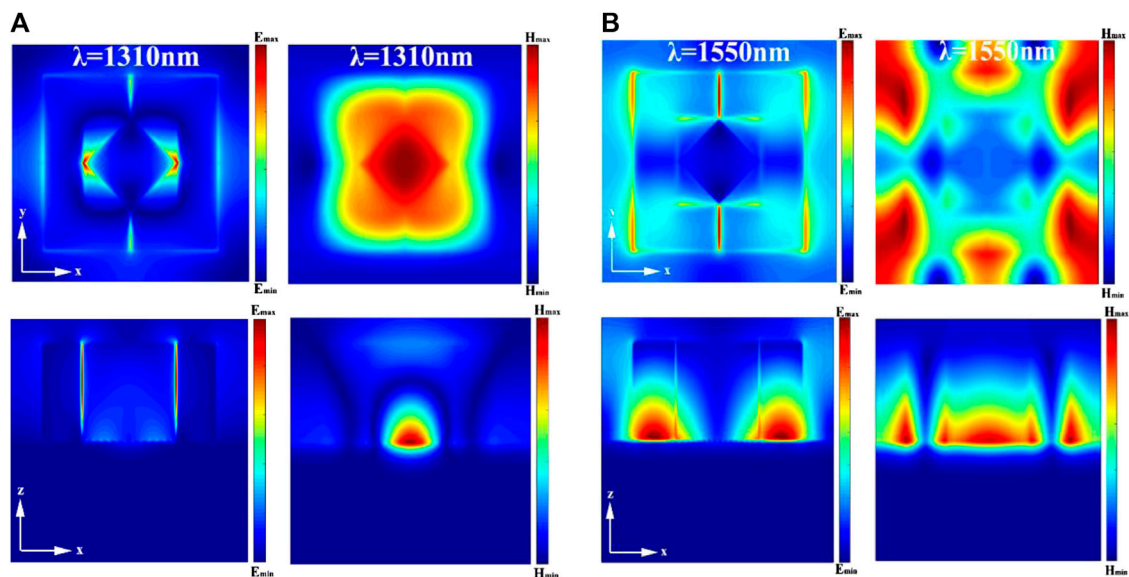 A
B
λ=1310nm
Emax
Emin
y
x
λ=1310nm
Hmax
Hmin
λ=1550nm
Emax
Emin
y
x
λ=1550nm
Hmax
Hmin
Emax
Emin
z
x
Hmax
Hmin
E
Emin
z
x
Hmax
Hmin